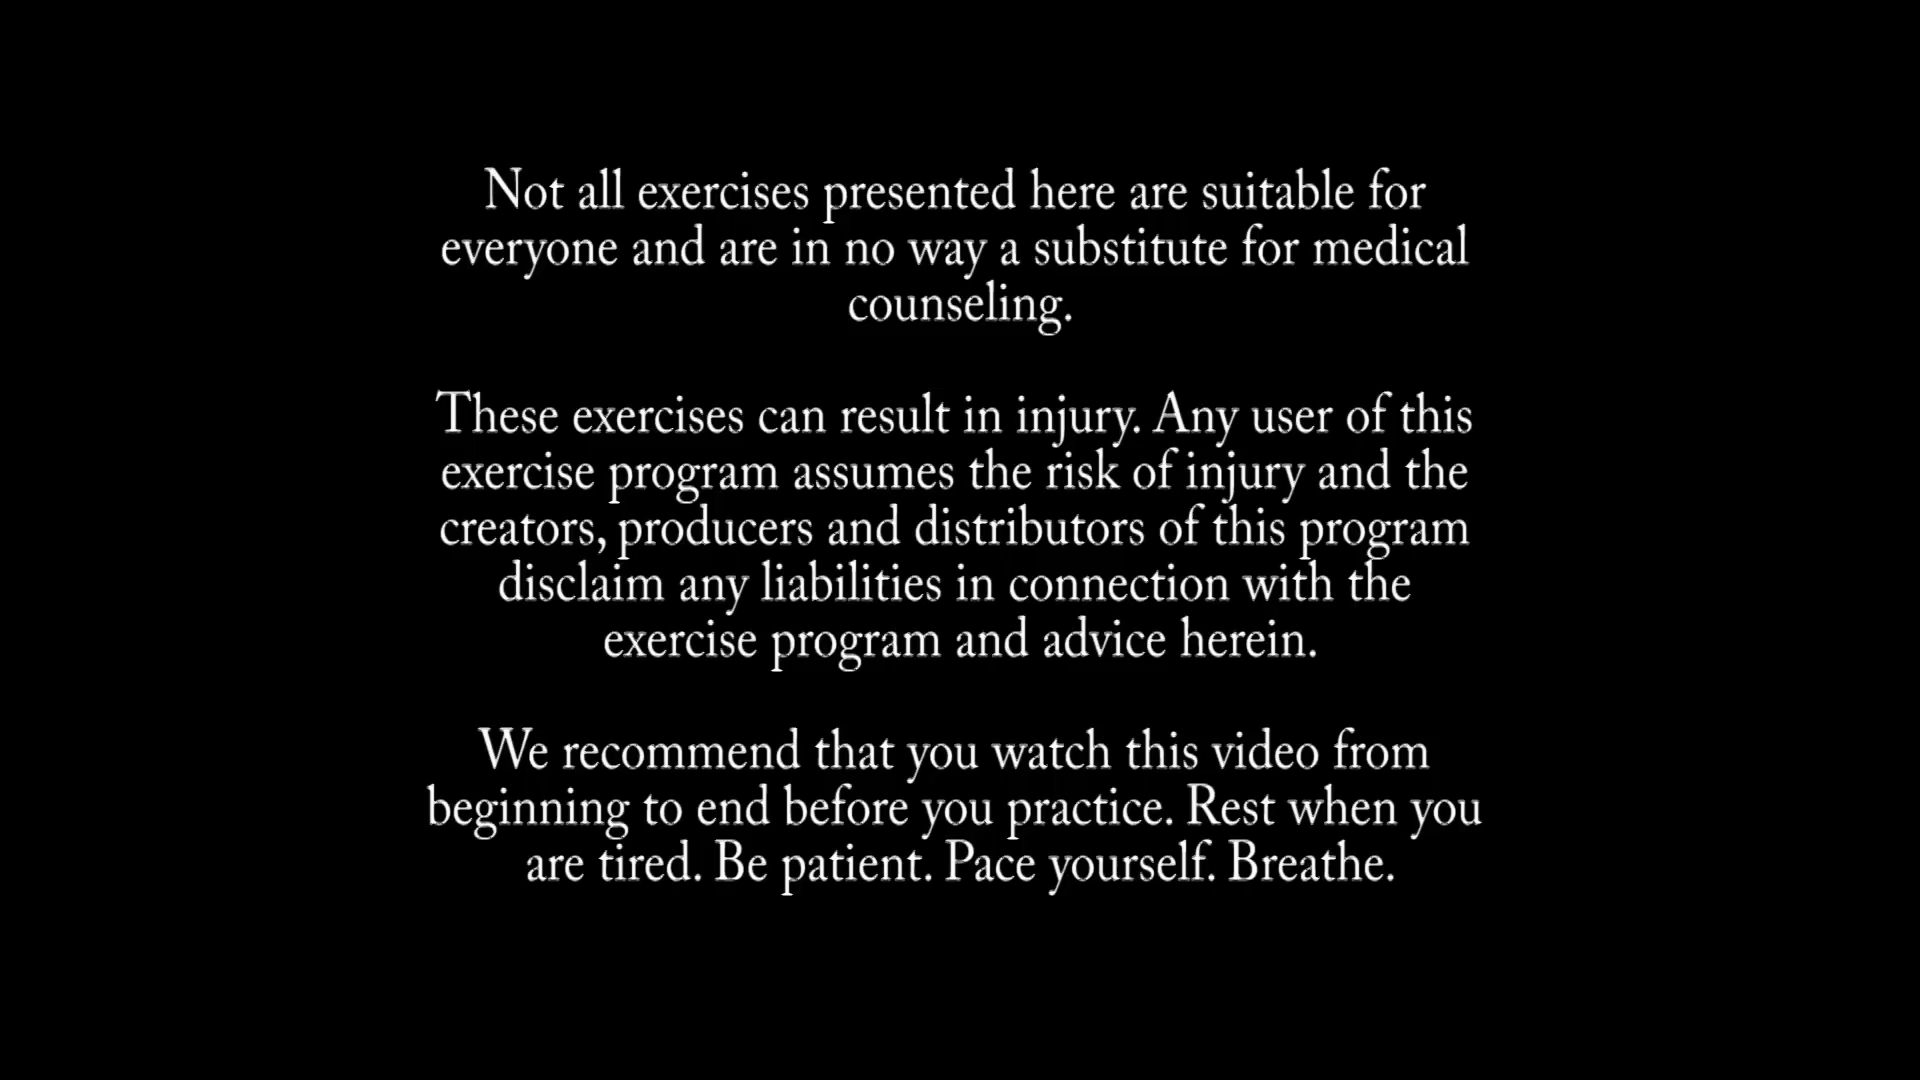 Not all exercises presented here are suitable for
everyone and are in no way a substitute for medical
counseling.
These exercises can result in injury. Any user of this
exercise program assumes the risk of injury and the
creators, producers and distributors of this program
disclaim any liabilities in connection with the
exercise program and advice herein.
We recommend that you watch this video from
beginning to end before you practice. Rest when you
are tired. Be patient. Pace yourself. Breathe.